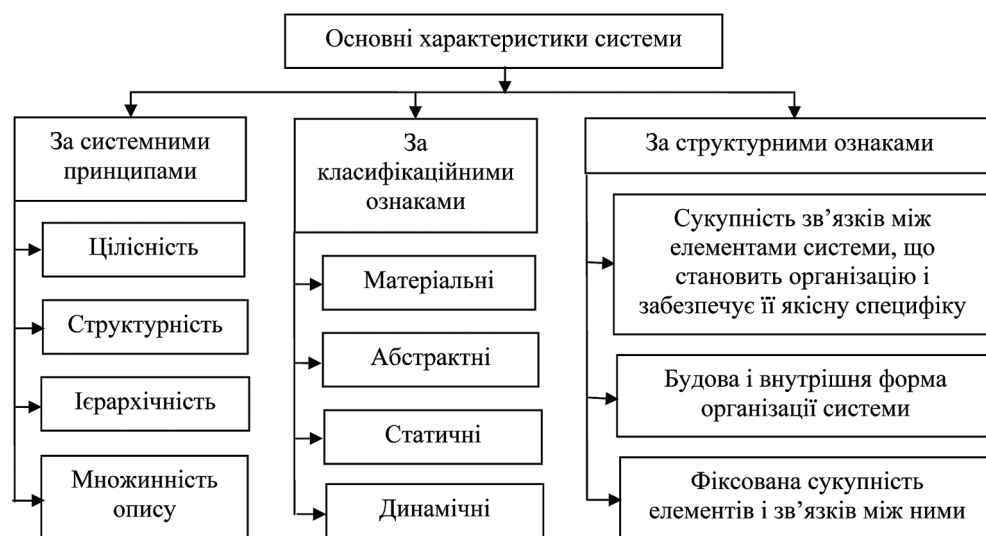 Основні характеристики системи
За системними
принципами
Цілісність
Структурність
Ієрархічність
Множинність
опису
За
класифікаційними
ознаками
Матеріальні
Абстрактні
Статичні
Динамічні
За структурними ознаками
Сукупність зв’язків між
елементами системи, що
становить організацію і
забезпечує її якісну специфіку
Будова і внутрішня форма
організації системи
Фіксована сукупність
елементів і зв’язків між ними